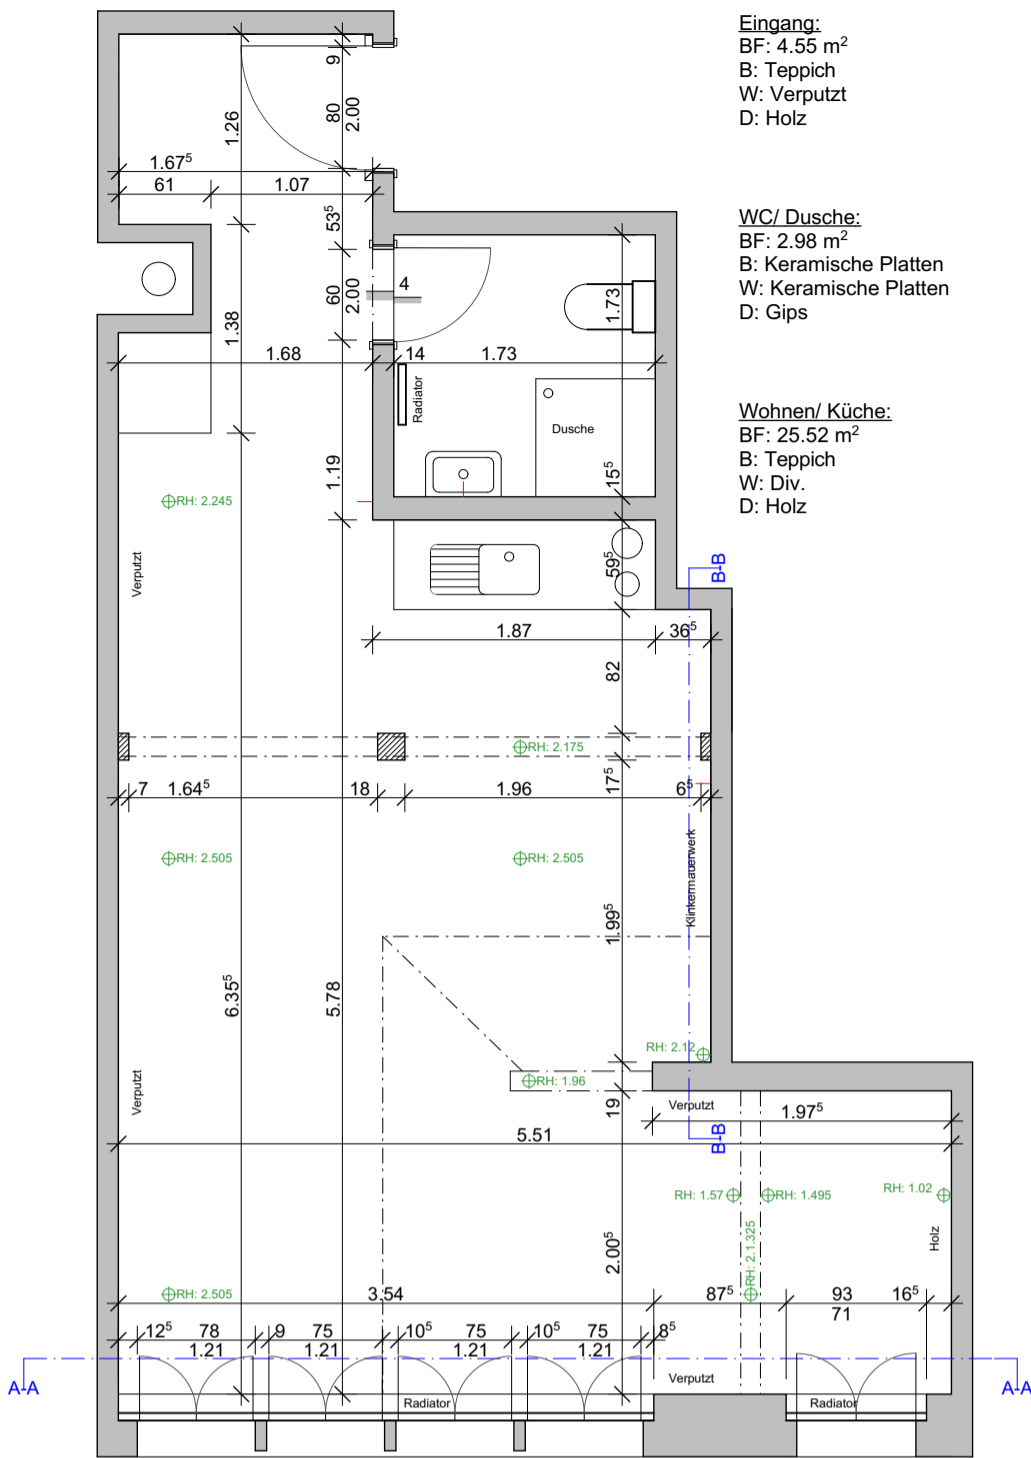 Eingang:
BF: 4.55 m²
B: Teppich
W: Verputzt
D: Holz
WC/ Dusche:
BF: 2.98 m²
B: Keramische Platten
W: Keramische Platten
D: Gips
Wohnen/ Küche:
BF: 25.52 m²
B: Teppich
W: Div.
D: Holz
9
80
2.00
1.26
1.67⁵
61
1.07
53⁵
60
2.00
4
1.73
1.38
1.68
14
1.73
Radiator
Dusche
1.19
15⁵
RH: 2.245
Verputzt
59⁵
B-B
1.87
36⁵
82
RH: 2.175
7
1.64⁵
18
1.96
17⁵
6⁵
RH: 2.505
RH: 2.505
Klinkermauerwerk
1.99⁵
6.35⁵
5.78
RH: 2.12
RH: 1.96
Verputzt
19
Verputzt
1.97⁵
5.51
B-B
RH: 1.57
RH: 1.495
RH: 1.02
Holz
2.00⁵
RH: 2.1.325
RH: 2.505
3.54
87⁵
93
71
16⁵
12⁵
78
1.21
9
75
1.21
10⁵
75
1.21
10⁵
75
1.21
8⁵
A-A
A-A
Verputzt
Radiator
Radiator